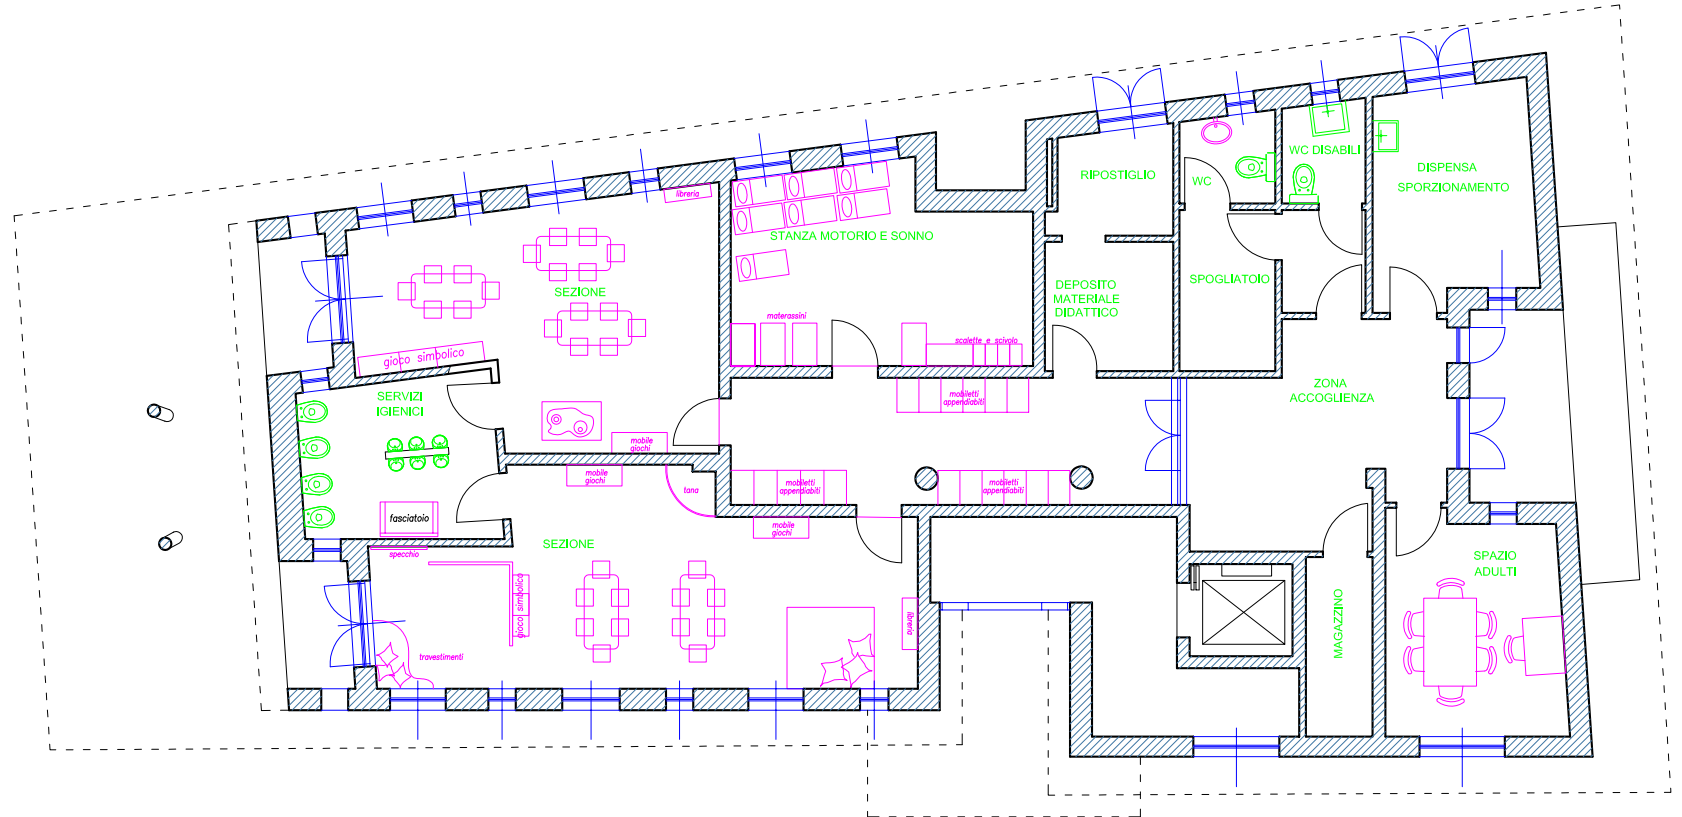 libreria
WC DISABILI
DISPENSA
SPORZIONAMENTO
RIPOSTIGLIO
WC
STANZA MOTORIO E SONNO
SEZIONE
SPOGLIATOIO
DEPOSITO
MATERIALE
DIDATTICO
materassini
scalette e scivolo
gioco simbolico
SERVIZI
IGIENICI
ZONA
ACCOGLIENZA
mobiletti
appendiabiti
mobile
giochi
mobile
giochi
tana
mobiletti
appendiabiti
mobiletti
appendiabiti
fasciatoio
mobile
giochi
specchio
SEZIONE
SPAZIO
ADULTI
gioco simbolico
libreria
MAGAZZINO
travestimenti